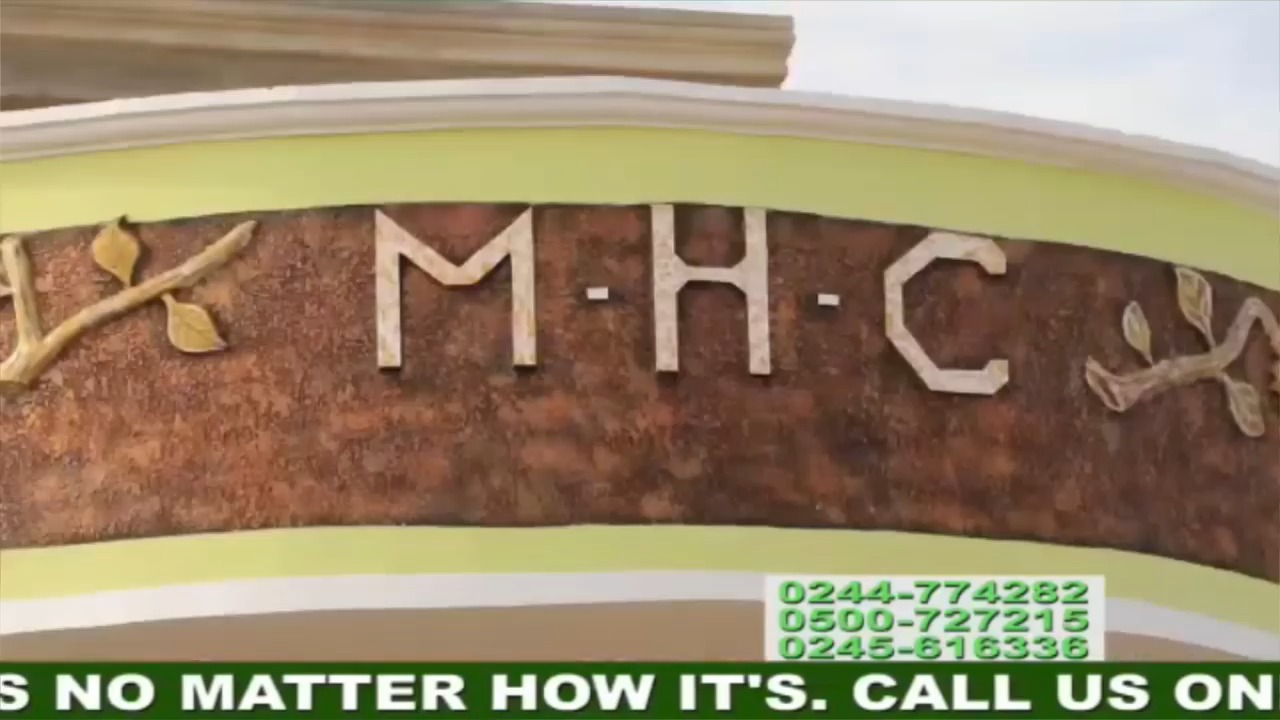 M-H-C
0244-774282
0500-727215
0245-616336
S NO MATTER HOW IT'S. CALL US ON